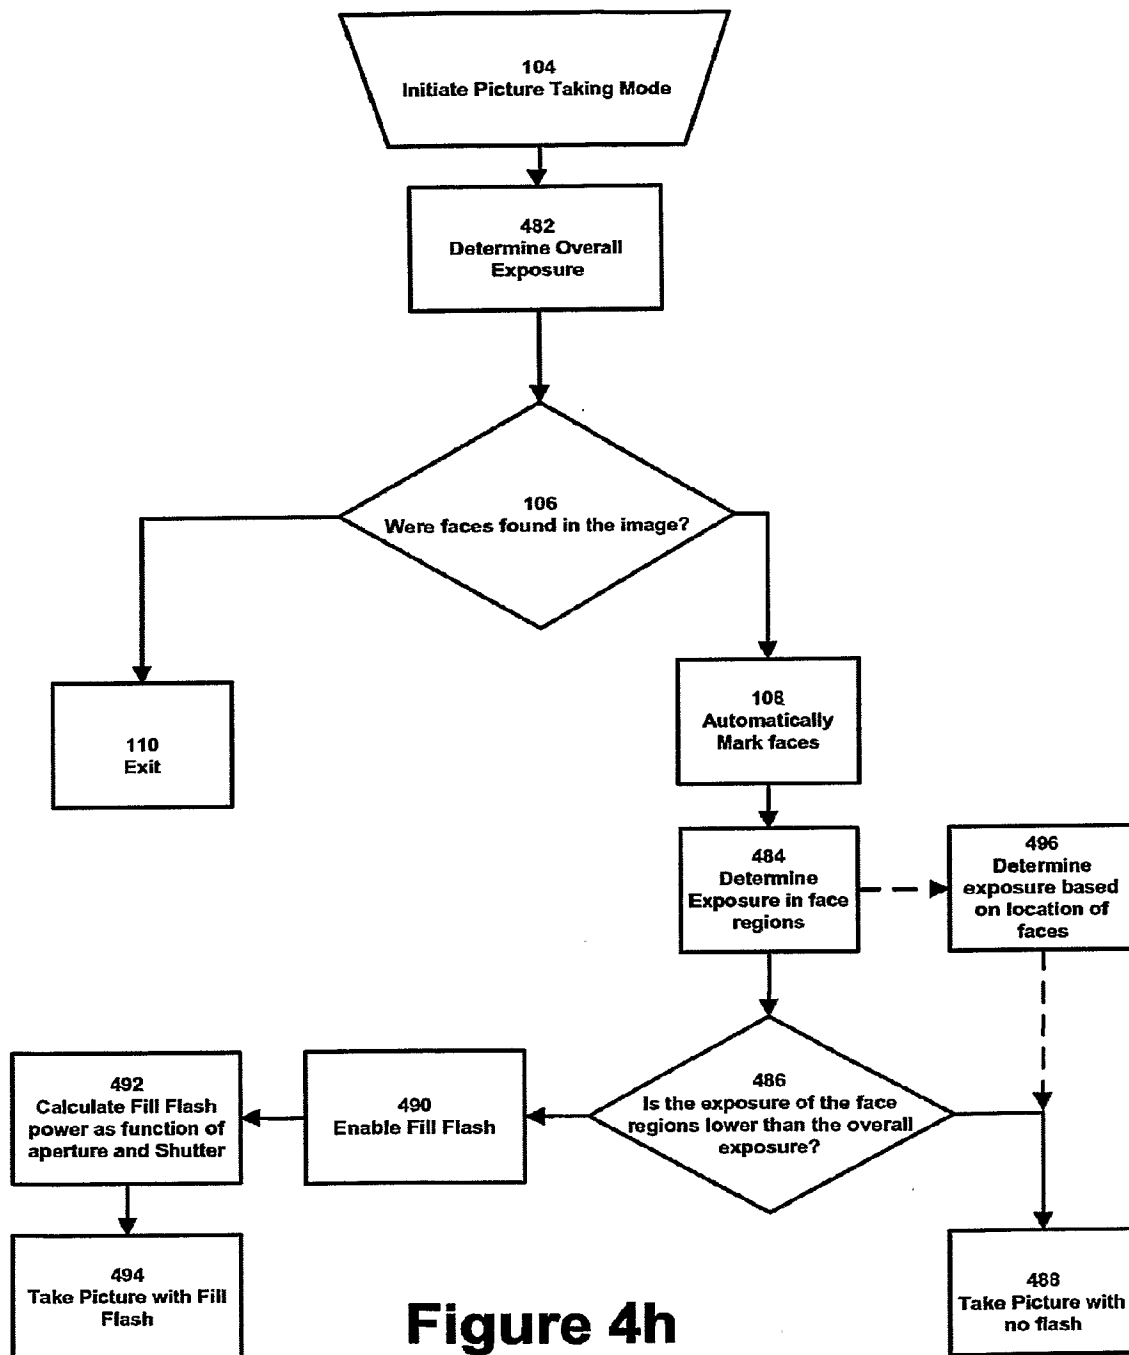 104
Initiate Picture Taking Mode
482
Determine Overall
Exposure
106
Were faces found in the image?
108
Automatically
Mark faces
110
Exit
484
Determine
Exposure in face
regions
496
Determine
exposure based
on location of
faces
486
Is the exposure of the face
regions lower than the overall
exposure?
490
Enable Fill Flash
492
Calculate Fill Flash
power as function of
aperture and Shutter
494
Take Picture with Fill
Flash
488
Take Picture with
no flash
Figure 4h